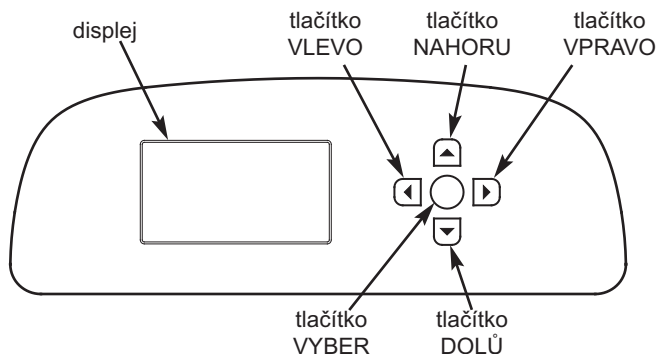 displej
tlačítko
VLEVO
tlačítko
NAHORU
tlačítko
VPRAVO
tlačítko
VYBER
tlačítko
DOLŮ